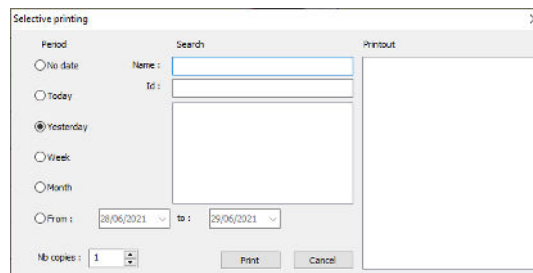 Selective printing
Period Search Printout
No date Name :
Id :
Today
Yesterday
Week
Month
From : 28/06/2021 to : 29/06/2021
Nb copies : 1 Print Cancel